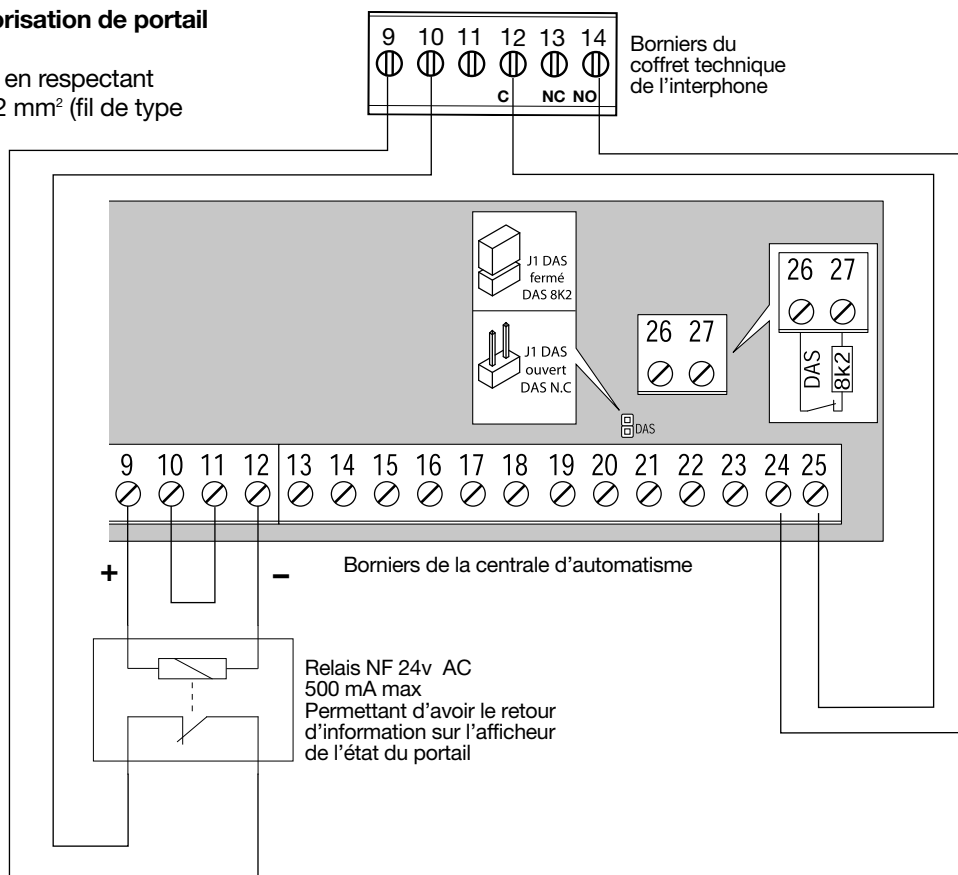 orisation de portail
en respectant
2 mm² (fil de type
9 10 11 12 13 14
C NC NO
Borniers du
coffret technique
de l'interphone
J1 DAS
fermé
DAS 8K2
J1 DAS
ouvert
DAS N.C
26 27
26 27
DAS
8k2
DAS
9 10 11 12 13 14 15 16 17 18 19 20 21 22 23 24 25
+ –
Borniers de la centrale d'automatisme
Relais NF 24v AC
500 mA max
Permettant d'avoir le retour
d'information sur l'afficheur
de l'état du portail